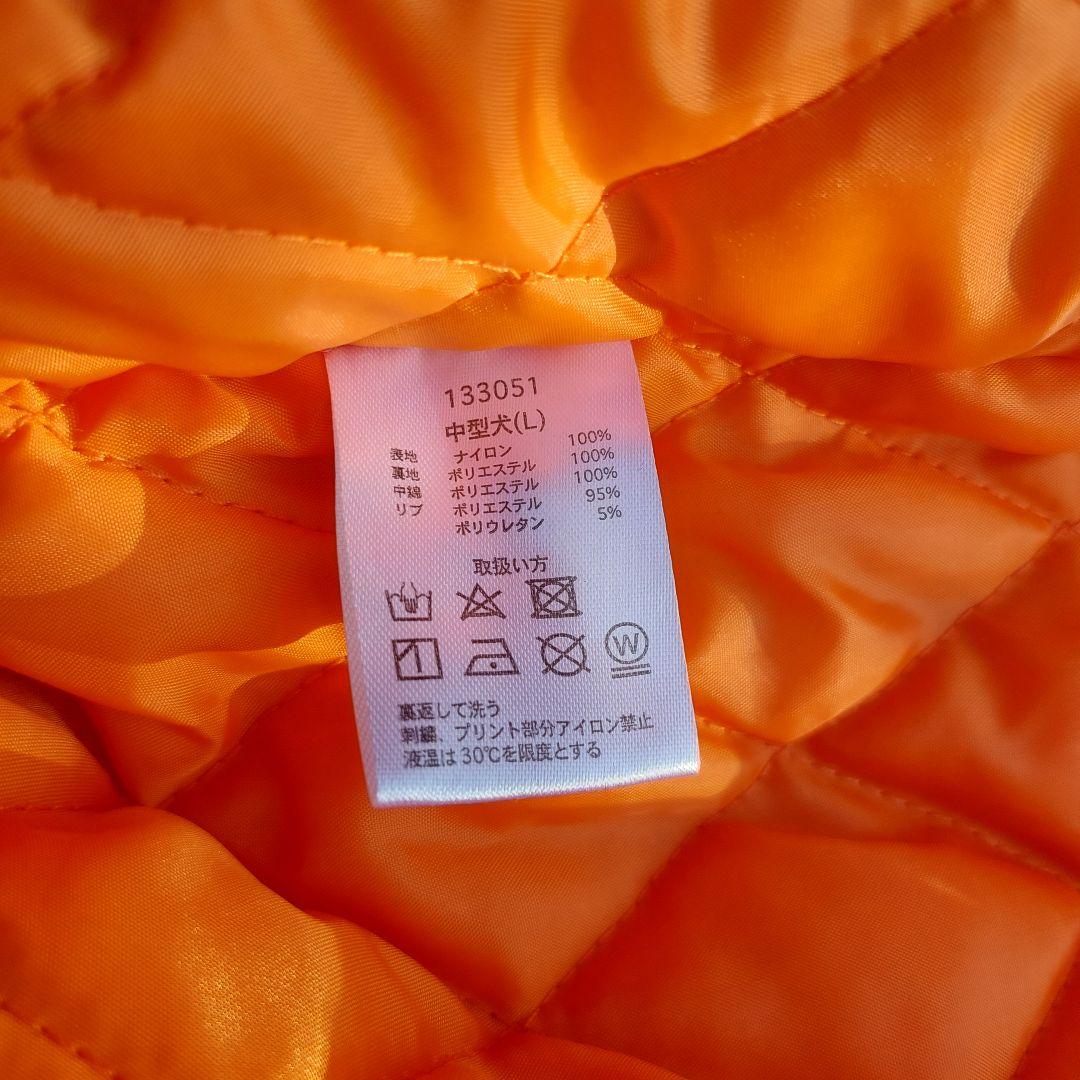 133051
中型犬(L)
表地 ナイロン 100%
裏地 ポリエステル 100%
中綿 ポリエステル 100%
リブ ポリエステル 95%
ポリウレタン 5%
取扱い方
W
裏返して洗う
刺繍、プリント部分アイロン禁止
液温は30℃を限度とする